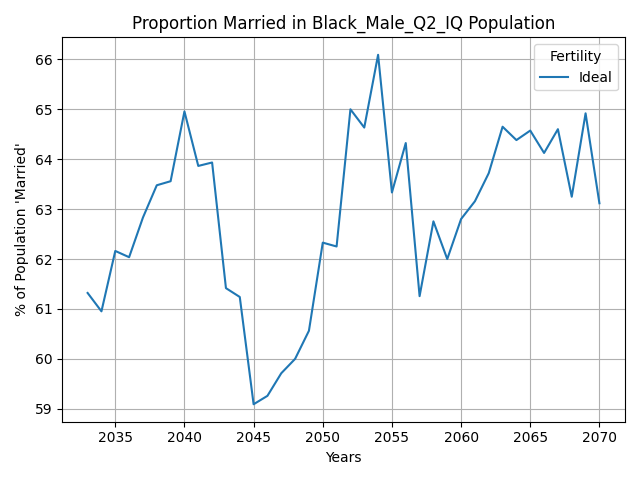 Proportion Married in Black_Male_Q2_IQ Population
Fertility
Ideal
% of Population 'Married'
66
65
64
63
62
61
60
59
2035 2040 2045 2050 2055 2060 2065 2070
Years